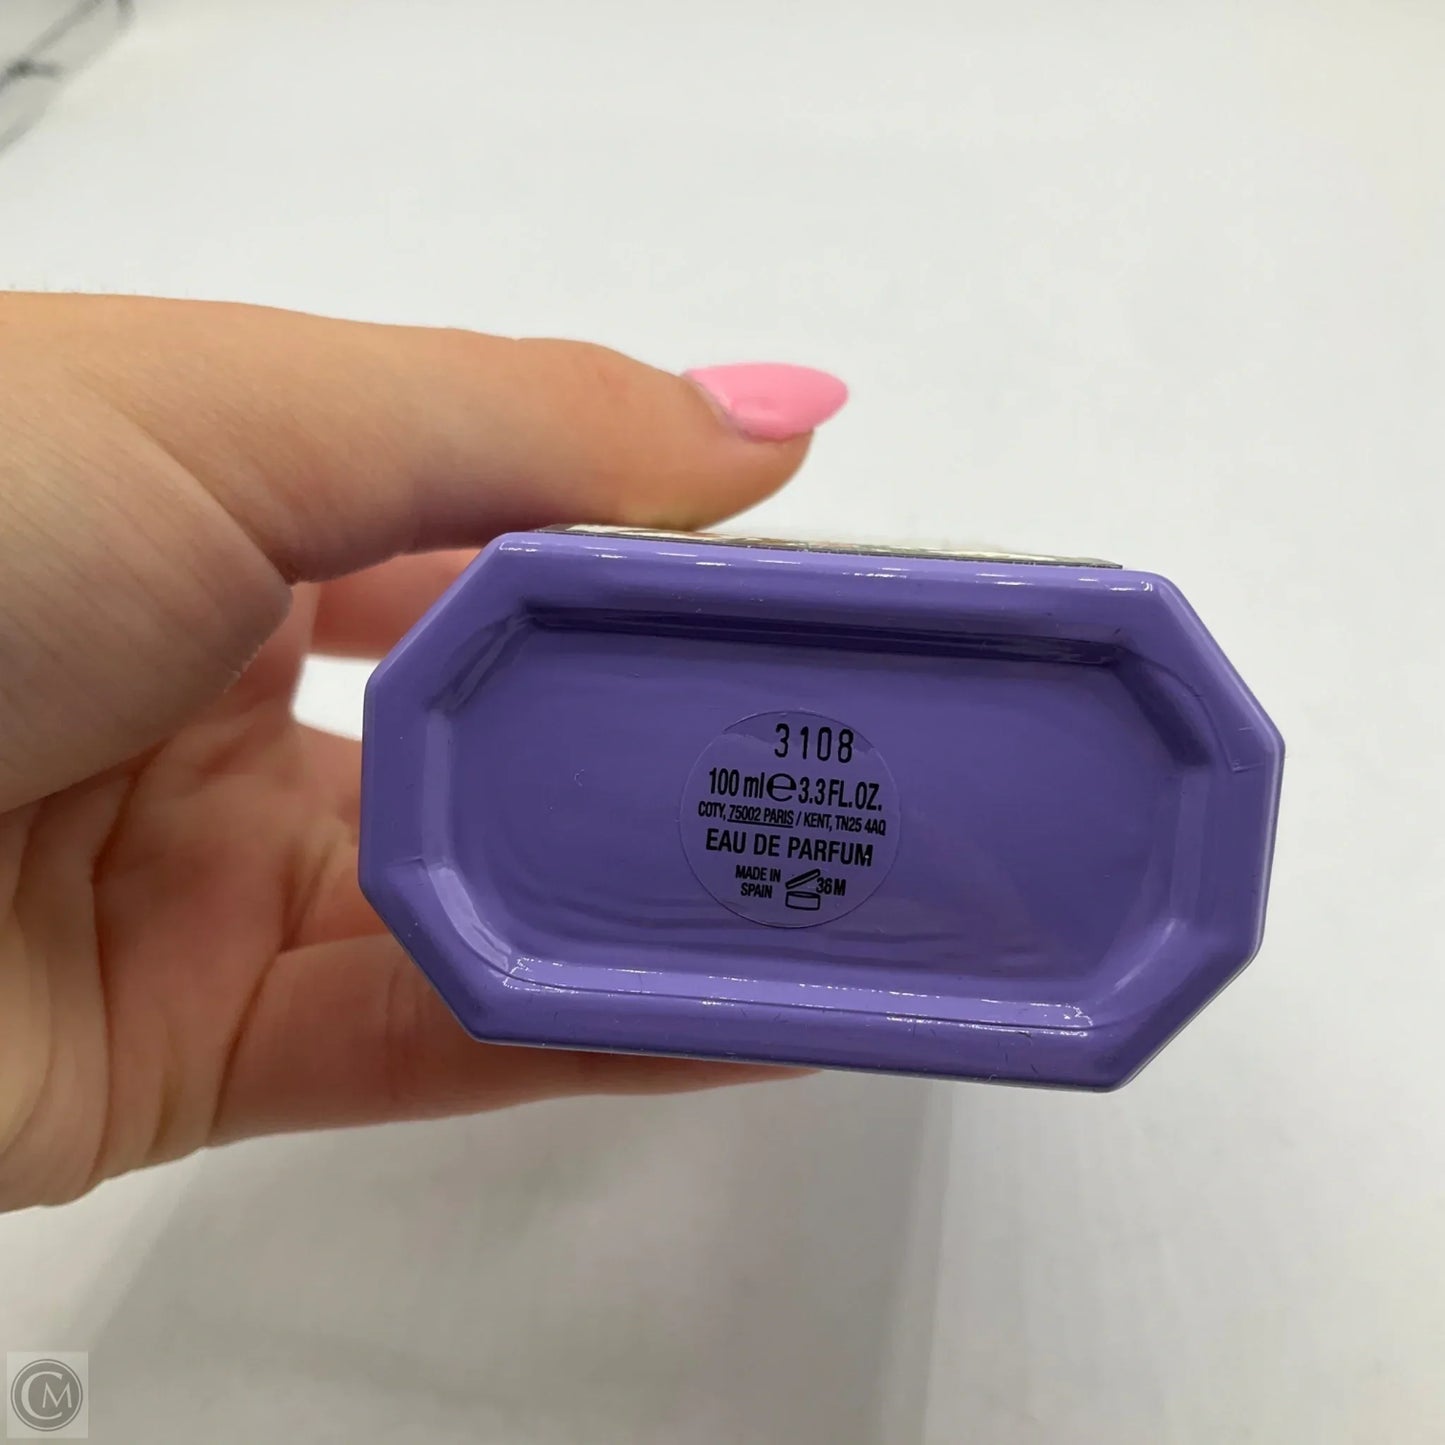 3108
100 ml ℮ 3.3 FL.OZ.
COTY, 75002 PARIS / KENT, TN25 4AQ
EAU DE PARFUM
MADE IN
SPAIN
36 M
CM